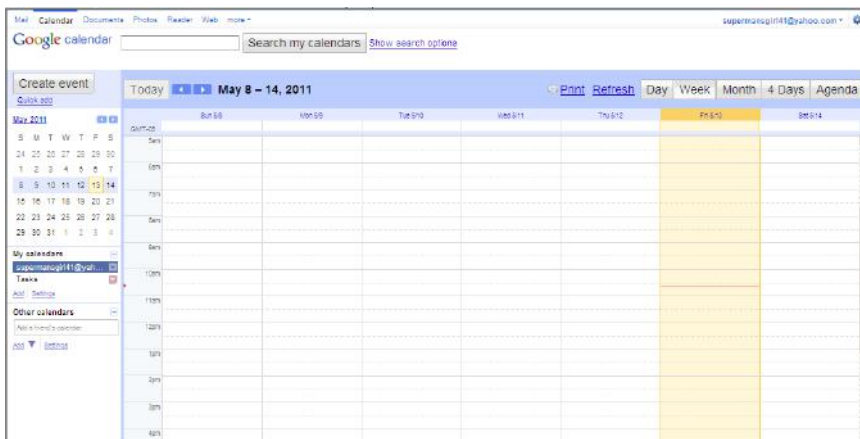 Mail Calendar Documents Photos Reader Web more
supermansgirl41@yahoo.com
Google calendar
Search my calendars
Show search options
Create event
Quick add
Today
May 8 – 14, 2011
Print Refresh Day Week Month 4 Days Agenda
May 2011
S M T W T F S
24 25 26 27 28 29 30
1 2 3 4 5 6 7
8 9 10 11 12 13 14
15 16 17 18 19 20 21
22 23 24 25 26 27 28
29 30 31 1 2 3 4
My calendars
supermansgirl41@yah...
Tasks
Add Settings
Other calendars
Add a friend's calendar
Add Settings
Sun 5/8 Mon 5/9 Tue 5/10 Wed 5/11 Thu 5/12 Fri 5/13 Sat 5/14
5am
6am
7am
8am
9am
10am
11am
12pm
1pm
2pm
3pm
4pm